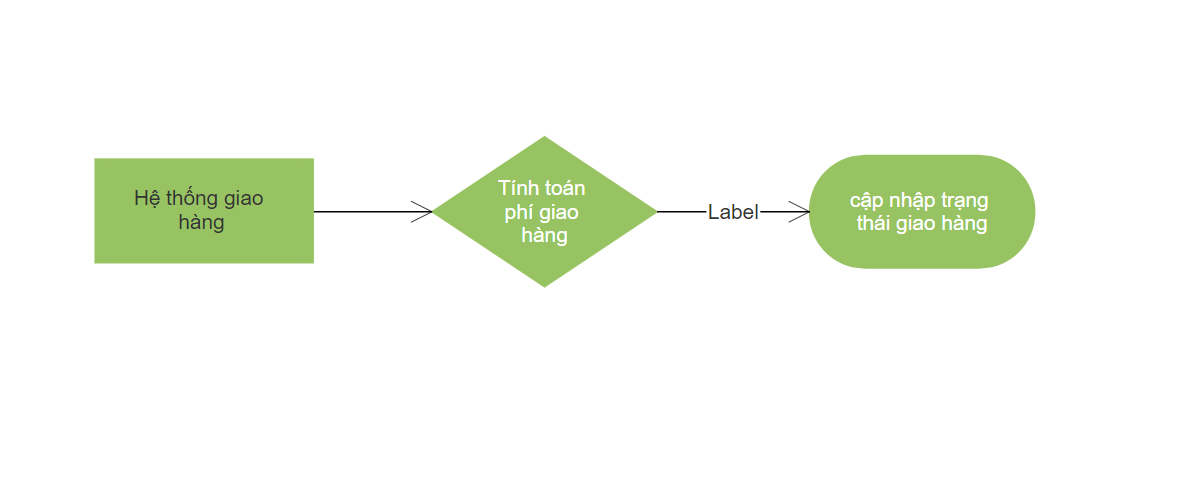 Hệ thống giao
hàng
Tính toán
phí giao
hàng
Label
cập nhập trạng
thái giao hàng